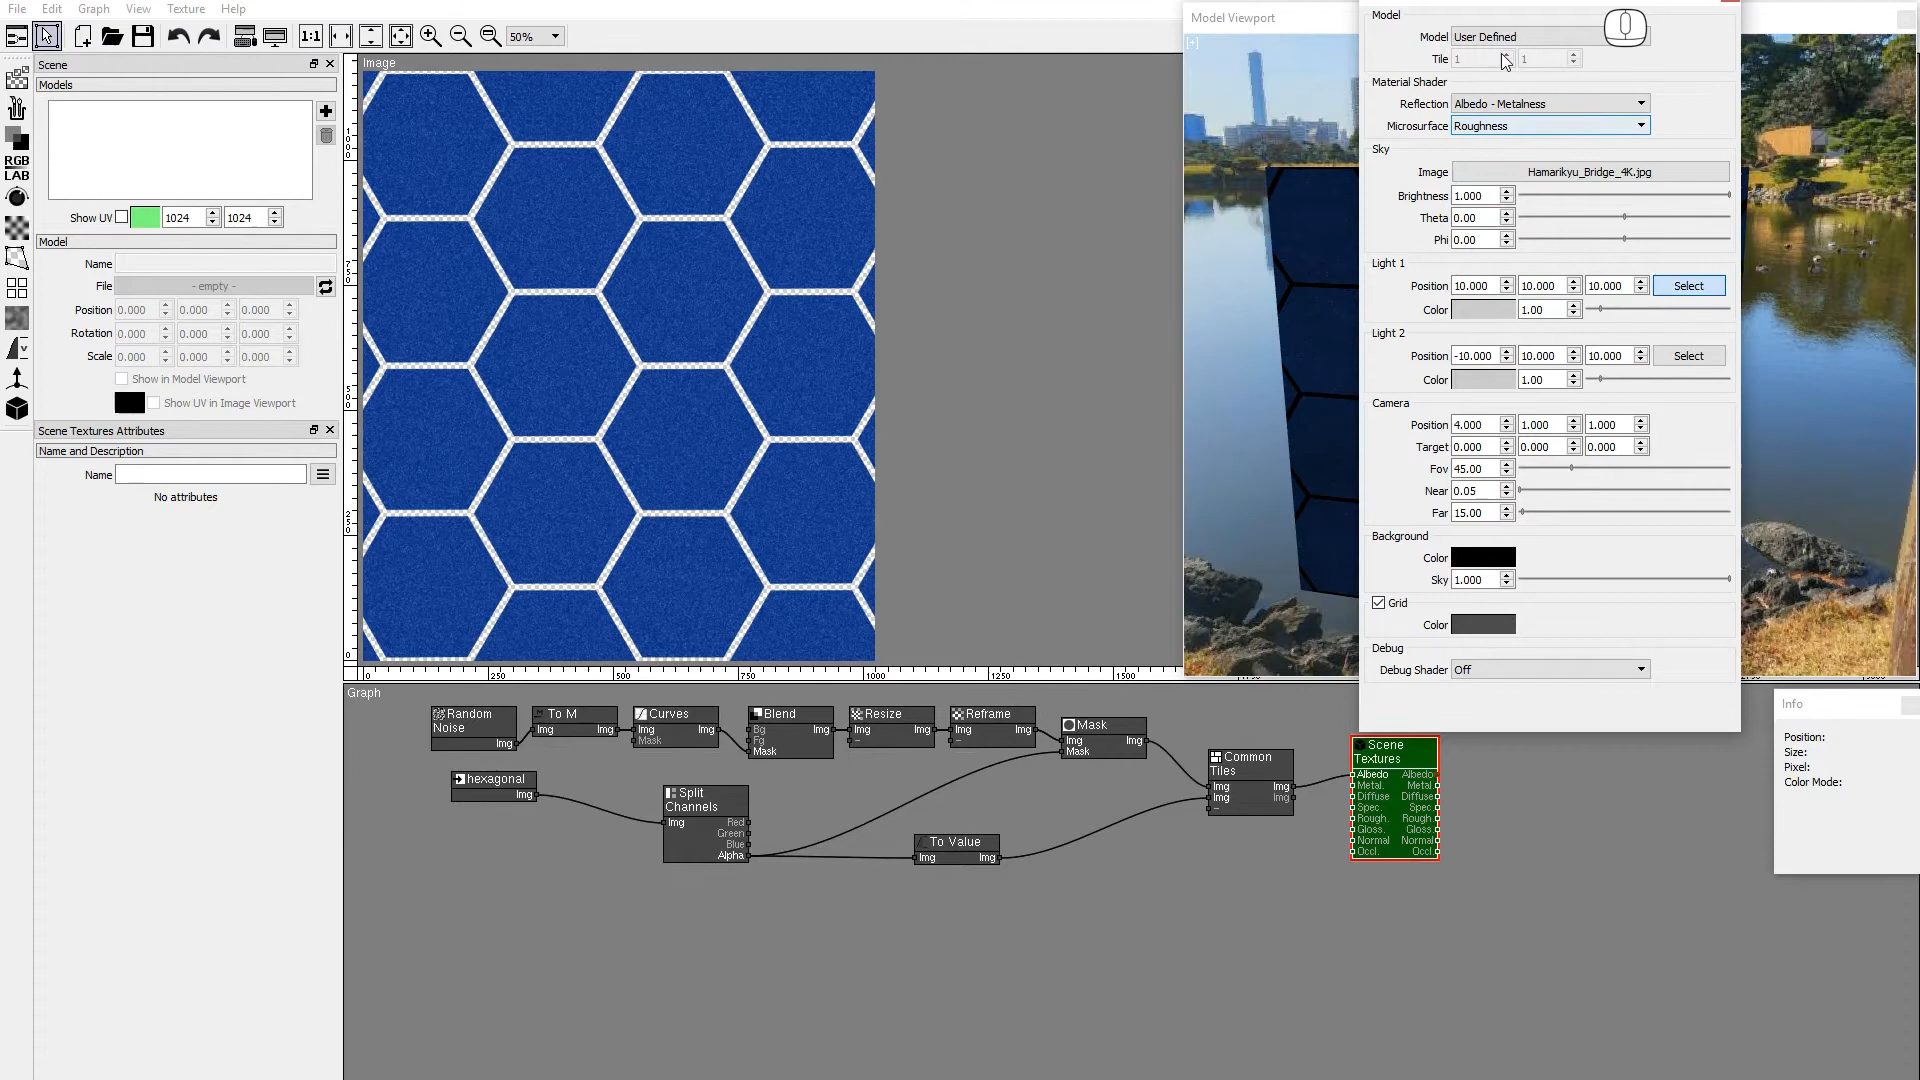 File Edit Graph View Texture Help
1:1
50%
Scene
Models
Show UV 1024 1024
Model
Name
File - empty -
Position 0.000 0.000 0.000
Rotation 0.000 0.000 0.000
Scale 0.000 0.000 0.000
Show in Model Viewport
Show UV in Image Viewport
Scene Textures Attributes
Name and Description
Name
No attributes
RGB
LAB
Image
0 250 500 750 1000 1250 1500
Model Viewport
[+]
Model
Model User Defined
Tile 1 1
Material Shader
Reflection Albedo - Metalness
Microsurface Roughness
Sky
Image Hamarikyu_Bridge_4K.jpg
Brightness 1.000
Theta 0.00
Phi 0.00
Light 1
Position 10.000 10.000 10.000 Select
Color 1.00
Light 2
Position -10.000 10.000 10.000 Select
Color 1.00
Camera
Position 4.000 1.000 1.000
Target 0.000 0.000 0.000
Fov 45.00
Near 0.05
Far 15.00
Background
Color
Sky 1.000
Grid
Color
Debug
Debug Shader Off
Graph
Random
Noise
Img
To M
Img Img
Curves
Img Img
Mask
Blend
Bg Img
Fg
Mask
Resize
Img Img
Reframe
Img Img
Mask
Img Img
Mask
hexagonal
Img
Split
Channels
Img Red
Green
Blue
Alpha
To Value
Img Img
Common
Tiles
Img Img
Img Img
Scene
Textures
Albedo Albedo
Metal. Metal.
Diffuse Diffuse
Spec. Spec.
Rough. Rough.
Gloss. Gloss.
Normal Normal
Occl. Occl.
Info
Position:
Size:
Pixel:
Color Mode: